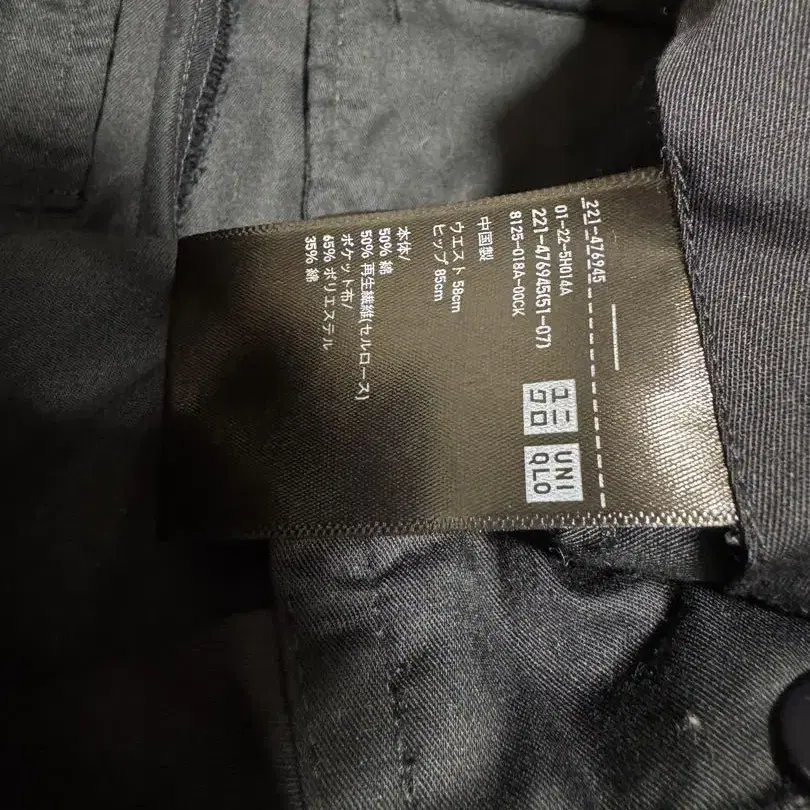 221-476945
01-22-5H014A
221-476945(51-07)
8125-018A-00CK
ユニ
クロ
UNI
QLO
中国製
ウエスト 58cm
ヒップ 85cm
本体/
50% 綿
50% 再生繊維(セルロース)
ポケット布/
65% ポリエステル
35% 綿